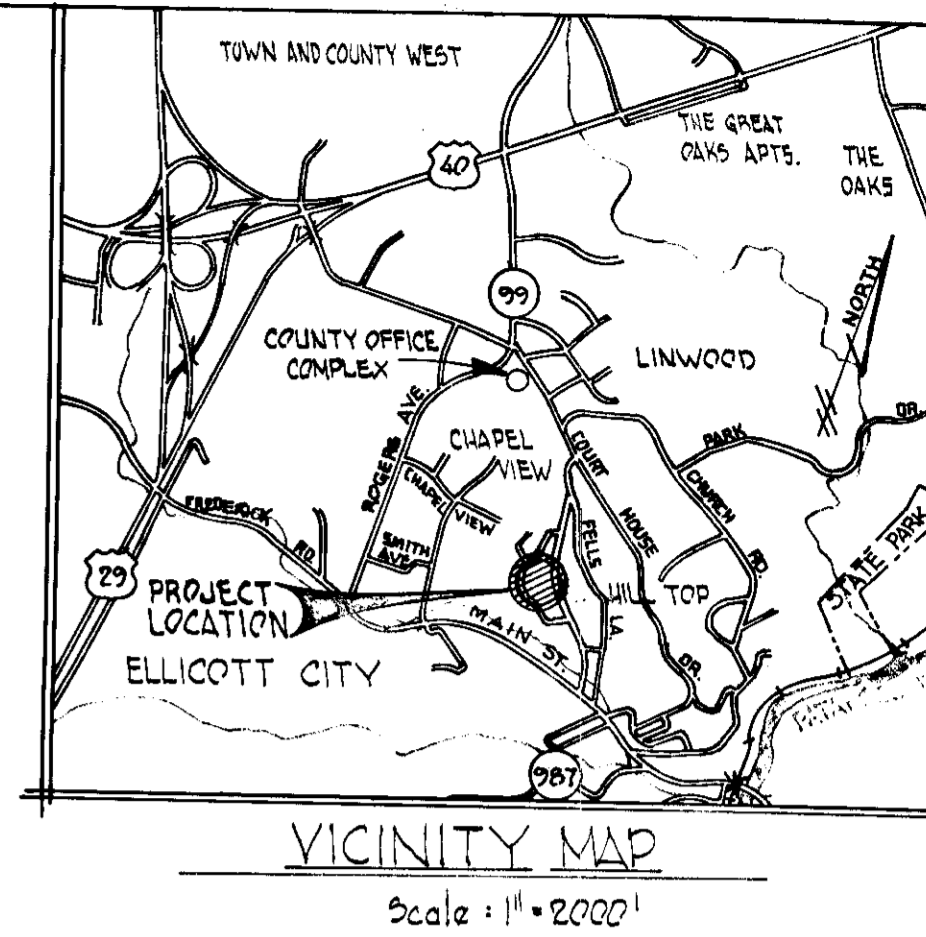 TOWN AND COUNTY WEST
40
THE GREAT
OAKS APTS.
THE
OAKS
NORTH
99
COUNTY OFFICE
COMPLEX
LINWOOD
ROGERS AVE.
CHAPEL
VIEW
CHAPEL VIEW
COURT HOUSE DR.
PARK DR.
CHURCH RD.
FREDERICK RD.
SMITH
AVE.
FELLS LA.
HILL TOP
STATE PARK
29
PROJECT
LOCATION
MAIN ST.
ELLICOTT CITY
987
VICINITY MAP
Scale : 1" = 2000'